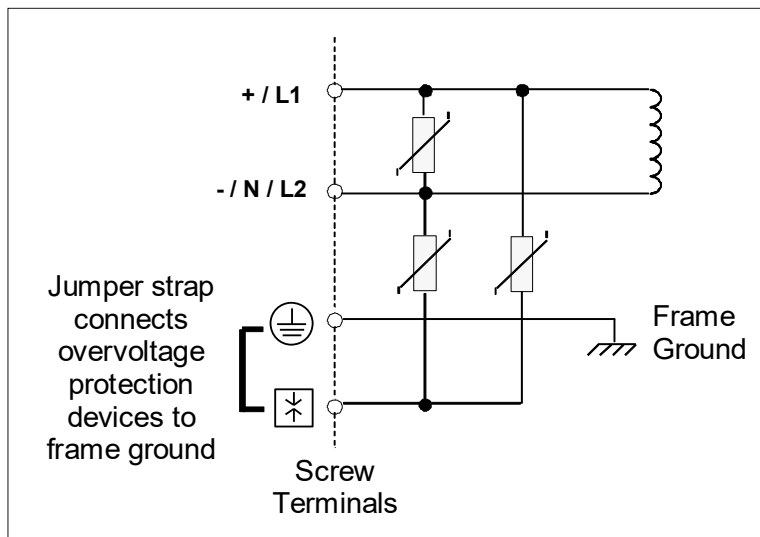 + / L1
- / N / L2
Jumper strap
connects
overvoltage
protection
devices to
frame ground
Frame
Ground
Screw
Terminals